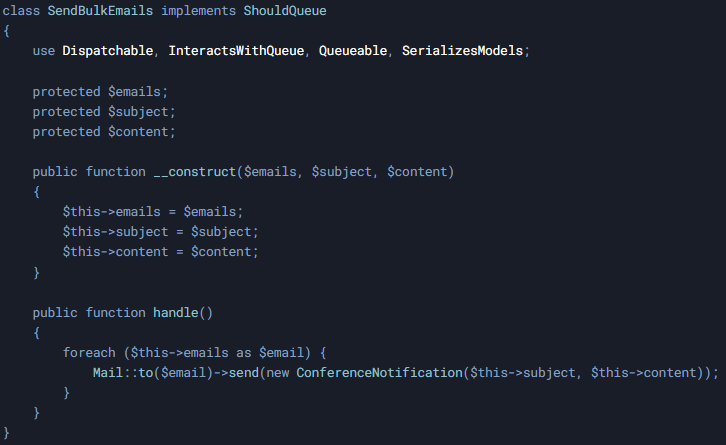 class SendBulkEmails implements ShouldQueue
{
    use Dispatchable, InteractsWithQueue, Queueable, SerializesModels;

    protected $emails;
    protected $subject;
    protected $content;

    public function __construct($emails, $subject, $content)
    {
        $this->emails = $emails;
        $this->subject = $subject;
        $this->content = $content;
    }

    public function handle()
    {
        foreach ($this->emails as $email) {
            Mail::to($email)->send(new ConferenceNotification($this->subject, $this->content));
        }
    }
}